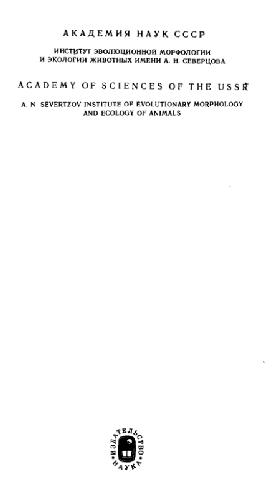 АКАДЕМИЯ НАУК СССР
ИНСТИТУТ ЭВОЛЮЦИОННОЙ МОРФОЛОГИИ
И ЭКОЛОГИИ ЖИВОТНЫХ ИМЕНИ А. Н. СЕВЕРЦОВА
ACADEMY OF SCIENCES OF THE USSR
A. N. SEVERTZOV INSTITUTE OF EVOLUTIONARY MORPHOLOGY
AND ECOLOGY OF ANIMALS
ИЗДАТЕЛЬСТВО
НАУКА